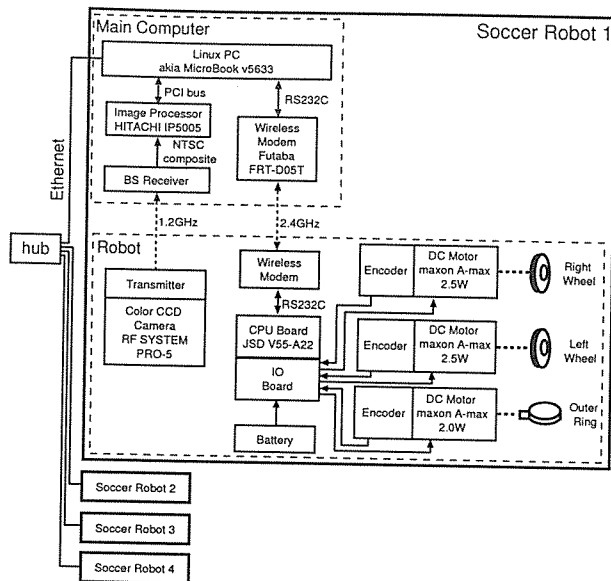 Soccer Robot 1
Main Computer
Linux PC
akia MicroBook v5633
PCI bus
RS232C
Image Processor
HITACHI IP5005
NTSC
composite
BS Receiver
Wireless
Modem
Futaba
FRT-D05T
Ethernet
1.2GHz
2.4GHz
hub
Robot
Transmitter
Color CCD
Camera
RF SYSTEM
PRO-5
Wireless
Modem
RS232C
CPU Board
JSD V55-A22
IO
Board
Battery
Encoder
DC Motor
maxon A-max
2.5W
Right
Wheel
Encoder
DC Motor
maxon A-max
2.5W
Left
Wheel
Encoder
DC Motor
maxon A-max
2.0W
Outer
Ring
Soccer Robot 2
Soccer Robot 3
Soccer Robot 4